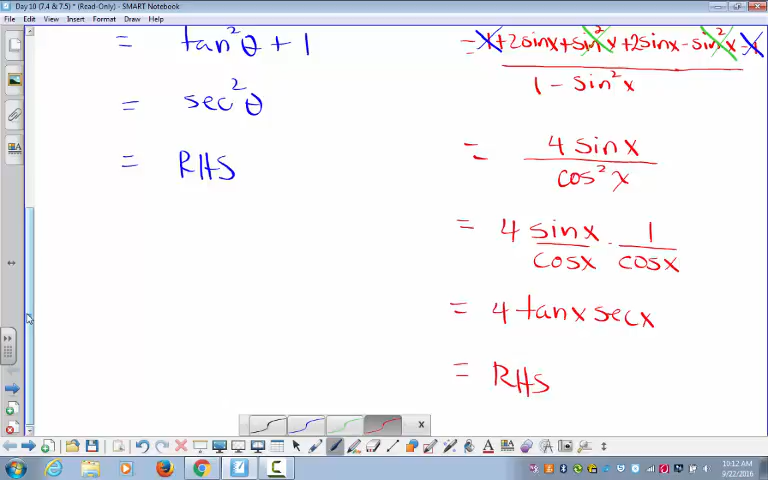 Day 10 (7.4 & 7.5) * (Read-Only) - SMART Notebook
File Edit View Insert Format Draw Help
= tan²θ + 1
= sec²θ
= RHS
= 1+2sinx+sin²x+2sinx-sin²x-1
1 - sin²x
= 4 sinx
cos²x
= 4 sinx · 1
cosx cosx
= 4 tanx secx
= RHS
x
A
10:12 AM
9/22/2016